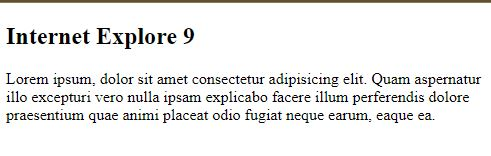 Internet Explore 9
Lorem ipsum, dolor sit amet consectetur adipisicing elit. Quam aspernatur
illo excepturi vero nulla ipsam explicabo facere illum perferendis dolore
praesentium quae animi placeat odio fugiat neque earum, eaque ea.